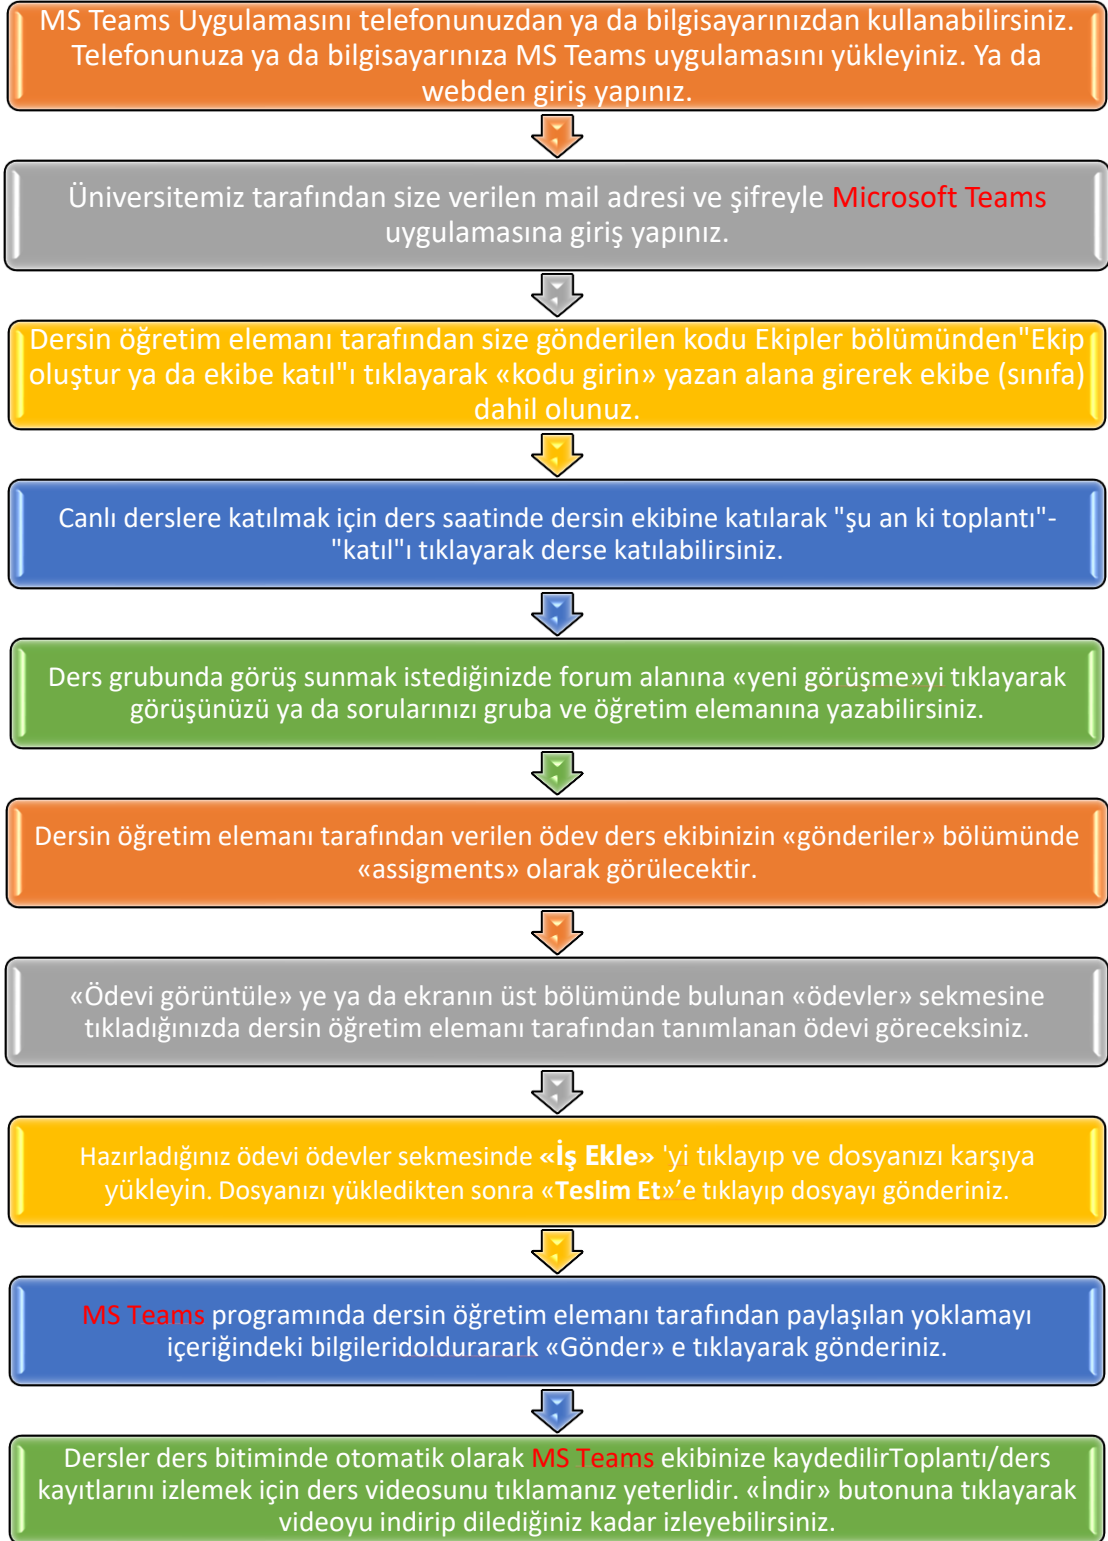 MS Teams Uygulamasını telefonunuzdan ya da bilgisayarınızdan kullanabilirsiniz.
Telefonunuza ya da bilgisayarınıza MS Teams uygulamasını yükleyiniz. Ya da
webden giriş yapınız.
Üniversitemiz tarafından size verilen mail adresi ve şifreyle Microsoft Teams
uygulamasına giriş yapınız.
Dersin öğretim elemanı tarafından size gönderilen kodu Ekipler bölümünden"Ekip
oluştur ya da ekibe katıl"ı tıklayarak «kodu girin» yazan alana girerek ekibe (sınıfa)
dahil olunuz.
Canlı derslere katılmak için ders saatinde dersin ekibine katılarak "şu an ki toplantı"-
"katıl"ı tıklayarak derse katılabilirsiniz.
Ders grubunda görüş sunmak istediğinizde forum alanına «yeni görüşme»yi tıklayarak
görüşünüzü ya da sorularınızı gruba ve öğretim elemanına yazabilirsiniz.
Dersin öğretim elemanı tarafından verilen ödev ders ekibinizin «gönderiler» bölümünde
«assigments» olarak görülecektir.
«Ödevi görüntüle» ye ya da ekranın üst bölümünde bulunan «ödevler» sekmesine
tıkladığınızda dersin öğretim elemanı tarafından tanımlanan ödevi göreceksiniz.
Hazırladığınız ödevi ödevler sekmesinde «İş Ekle» 'yi tıklayıp ve dosyanızı karşıya
yükleyin. Dosyanızı yükledikten sonra «Teslim Et»’e tıklayıp dosyayı gönderiniz.
MS Teams programında dersin öğretim elemanı tarafından paylaşılan yoklamayı
içeriğindeki bilgileridoldurarark «Gönder» e tıklayarak gönderiniz.
Dersler ders bitiminde otomatik olarak MS Teams ekibinize kaydedilirToplantı/ders
kayıtlarını izlemek için ders videosunu tıklamanız yeterlidir. «İndir» butonuna tıklayarak
videoyu indirip dilediğiniz kadar izleyebilirsiniz.